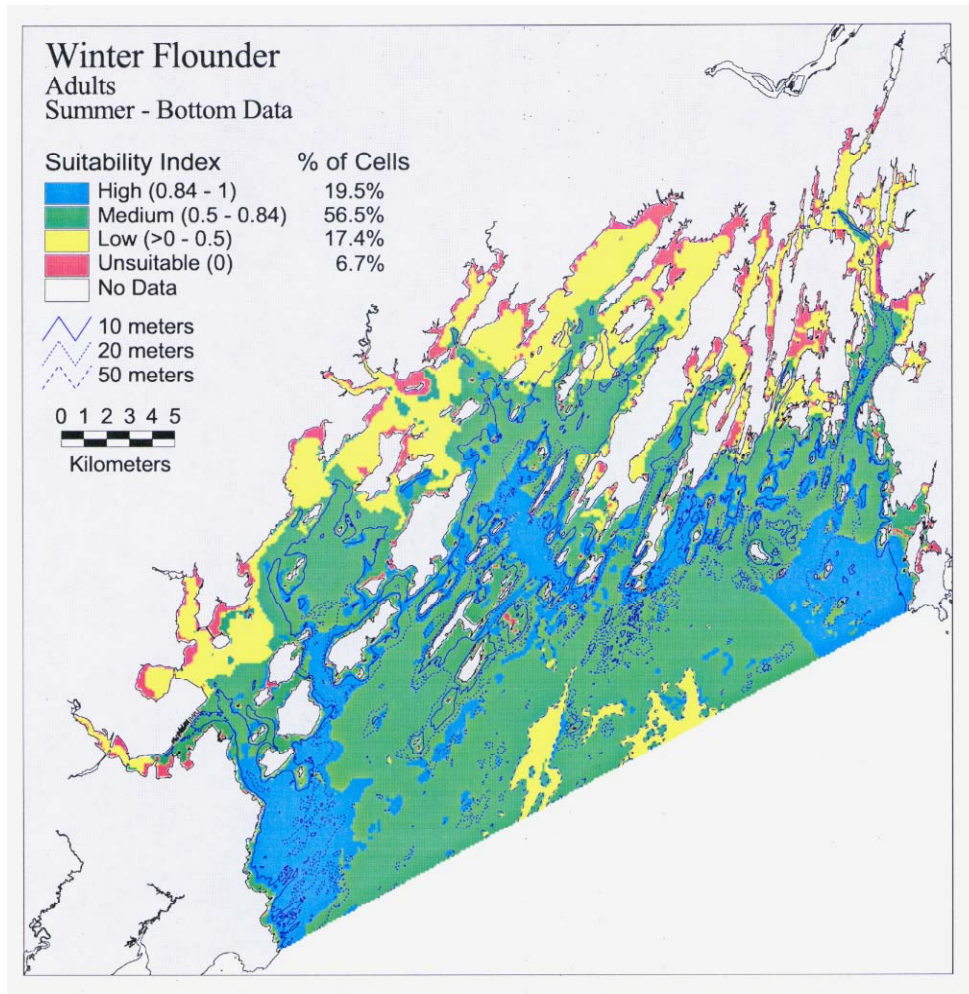 Winter Flounder
Adults
Summer - Bottom Data
Suitability Index % of Cells
High (0.84 - 1) 19.5%
Medium (0.5 - 0.84) 56.5%
Low (>0 - 0.5) 17.4%
Unsuitable (0) 6.7%
No Data
10 meters
20 meters
50 meters
0 1 2 3 4 5
Kilometers